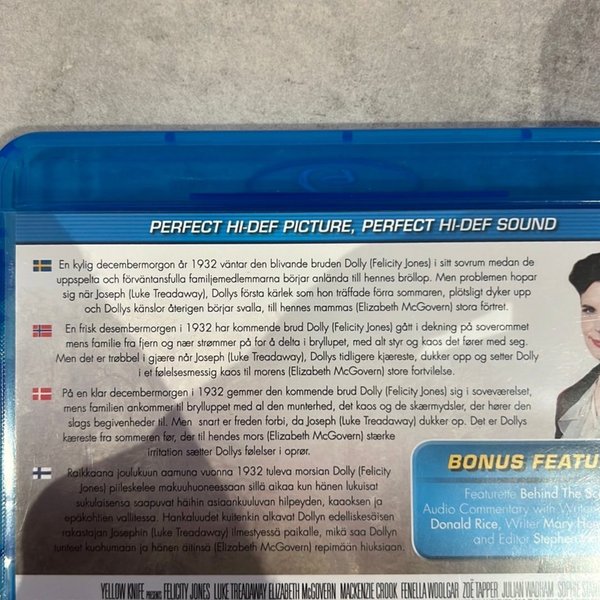 PERFECT HI-DEF PICTURE, PERFECT HI-DEF SOUND
En kylig decembermorgon år 1932 väntar den blivande bruden Dolly (Felicity Jones) i sitt sovrum medan de
uppspelta och förväntansfulla familjemedlemmarna börjar anlända till hennes bröllop. Men problemen hopar
sig när Joseph (Luke Treadaway), Dollys första kärlek som hon träffade förra sommaren, plötsligt dyker upp
och Dollys känslor återigen börjar svalla, till hennes mammas (Elizabeth McGovern) stora förtret.
En frisk desembermorgen i 1932 har kommende brud Dolly (Felicity Jones) gått i dekning på soverommet
mens familie fra fjern og nær strømmer på for å delta i bryllupet, med alt styr og kaos det fører med seg.
Men det er trøbbel i gjære når Joseph (Luke Treadaway), Dollys tidligere kjæreste, dukker opp og setter Dolly
i et følelsesmessig kaos til morens (Elizabeth McGovern) store fortvilelse.
På en klar decembermorgen i 1932 gemmer den kommende brud Dolly (Felicity Jones) sig i soveværelset,
mens familien ankommer til brylluppet med al den munterhed, det kaos og de skærmydsler, der hører den
slags begivenheder til. Men snart er freden forbi, da Joseph (Luke Treadaway) dukker op. Det er Dollys
kæreste fra sommeren før, der til hendes mors (Elizabeth McGovern) stærke
irritation sætter Dollys følelser i oprør.
Raikkaana joulukuun aamuna vuonna 1932 tuleva morsian Dolly (Felicity
Jones) piileskelee makuuhuoneessaan sillä aikaa kun hänen lukuisat
sukulaisensa saapuvat häihin asiaankuuluvan hilpeyden, kaaoksen ja
epäkohtien vallitessa. Hankaluudet kuitenkin alkavat Dollyn edelliskesäisen
rakastajan Josephin (Luke Treadaway) ilmestyessä paikalle, mikä saa Dollyn
tunteet kuohumaan ja hänen äitinsä (Elizabeth McGovern) repimään hiuksiaan.
BONUS FEATU
Featurette Behind The Sc
Audio Commentary with Writer
Donald Rice, Writer Mary Hen
and Editor Stephen
YELLOW KNIFE PRESENTS FELICITY JONES LUKE TREADAWAY ELIZABETH McGOVERN MACKENZIE CROOK FENELLA WOOLGAR ZOË TAPPER JULIAN WADHAM SOPHIE STAN